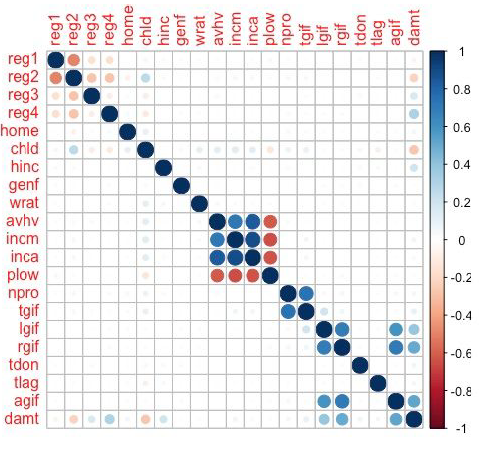 reg1 reg2 reg3 reg4 home chld hinc genf wrat avhv incm inca plow npro tgif lgif rgif tdon tlag agif damt
reg1
reg2
reg3
reg4
home
chld
hinc
genf
wrat
avhv
incm
inca
plow
npro
tgif
lgif
rgif
tdon
tlag
agif
damt
1
0.8
0.6
0.4
0.2
0
-0.2
-0.4
-0.6
-0.8
-1